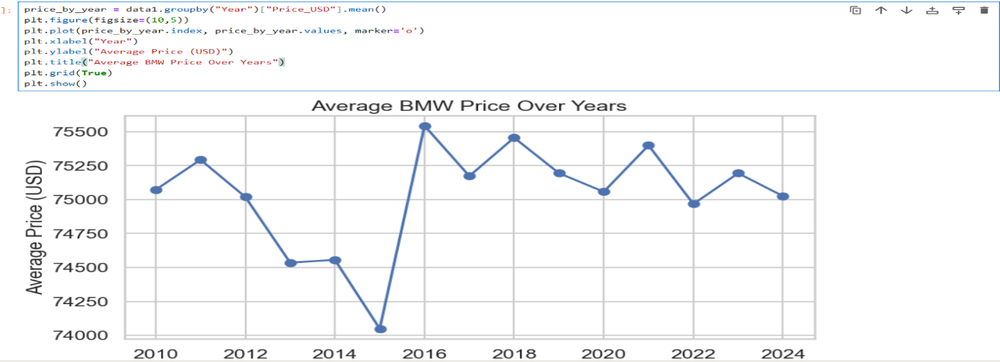 ]: price_by_year = data1.groupby("Year")["Price_USD"].mean()
plt.figure(figsize=(10,5))
plt.plot(price_by_year.index, price_by_year.values, marker='o')
plt.xlabel("Year")
plt.ylabel("Average Price (USD)")
plt.title("Average BMW Price Over Years")
plt.grid(True)
plt.show()
Average BMW Price Over Years
Average Price (USD)
75500
75250
75000
74750
74500
74250
74000
2010 2012 2014 2016 2018 2020 2022 2024